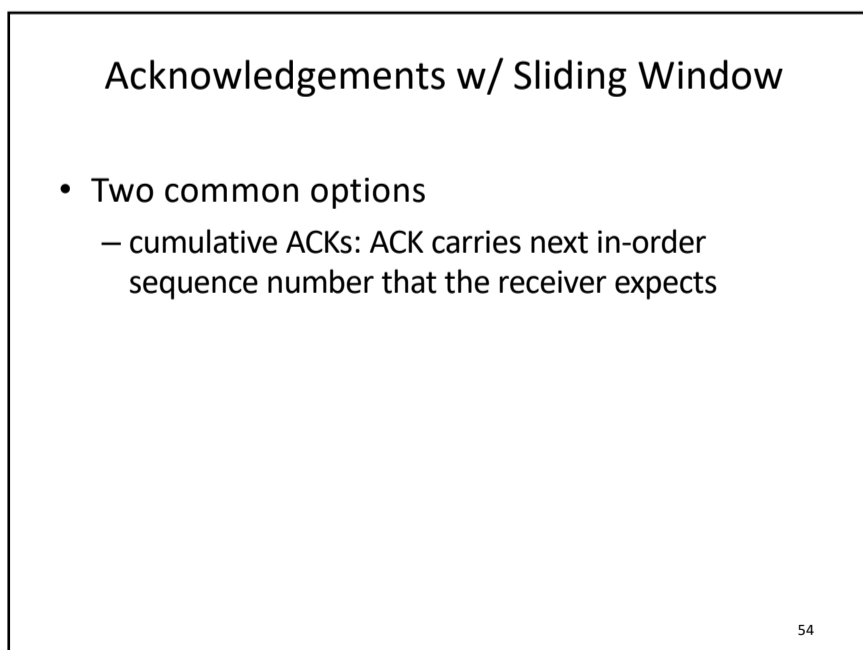 Acknowledgements w/ Sliding Window
• Two common options
– cumulative ACKs: ACK carries next in-order
sequence number that the receiver expects
54